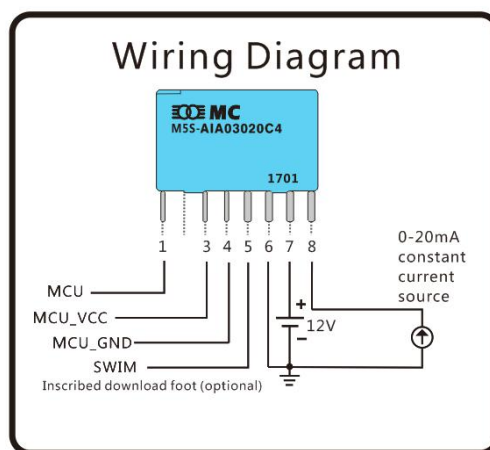 Wiring Diagram
MC
M5S-AIA03020C4
1701
1 3 4 5 6 7 8
0-20mA
constant
current
source
MCU
+
MCU_VCC
12V
MCU_GND
−
SWIM
Inscribed download foot (optional)